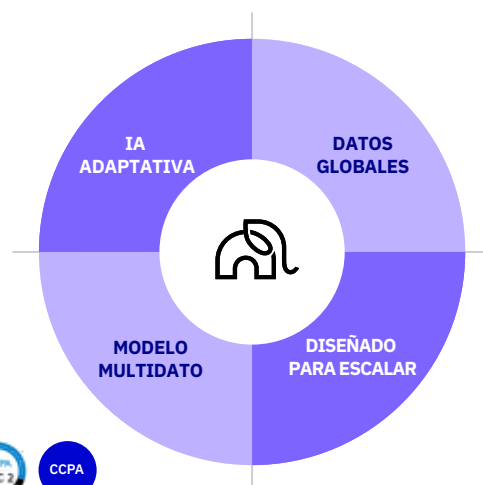 IA
ADAPTATIVA
DATOS
GLOBALES
MODELO
MULTIDATO
DISEÑADO
PARA ESCALAR
CCPA